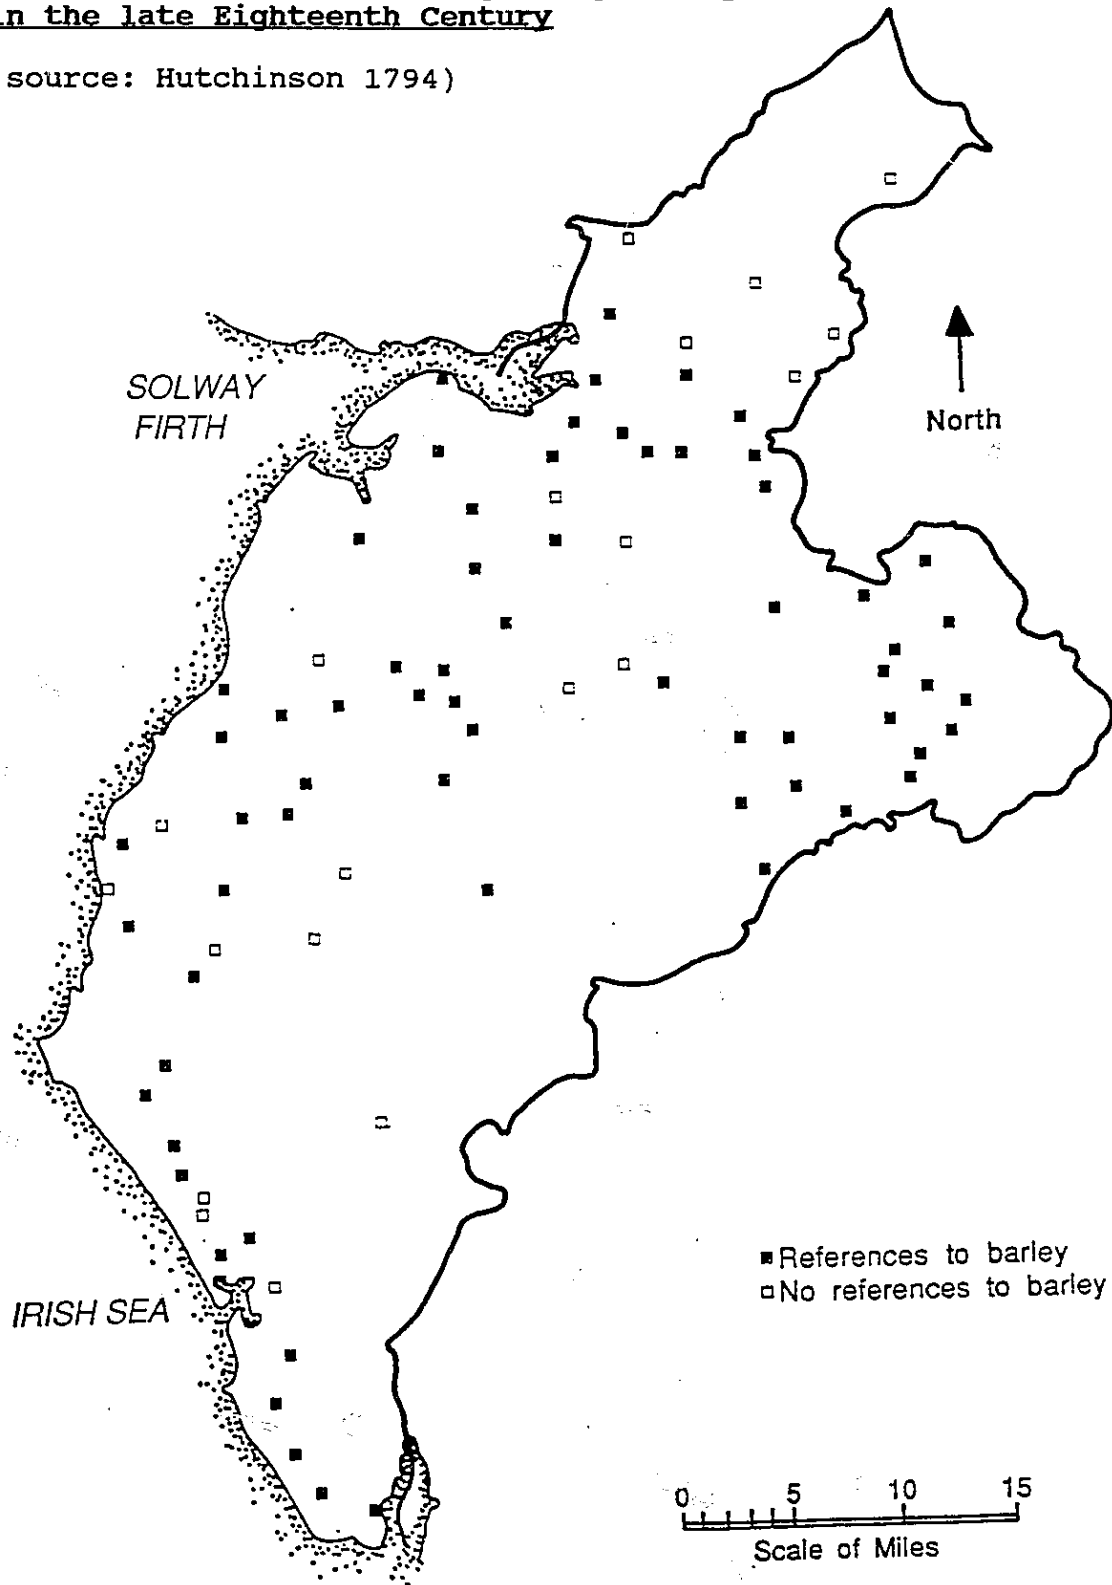 in the late Eighteenth Century
source: Hutchinson 1794)
SOLWAY
FIRTH
North
References to barley
No references to barley
IRISH SEA
0 5 10 15
Scale of Miles